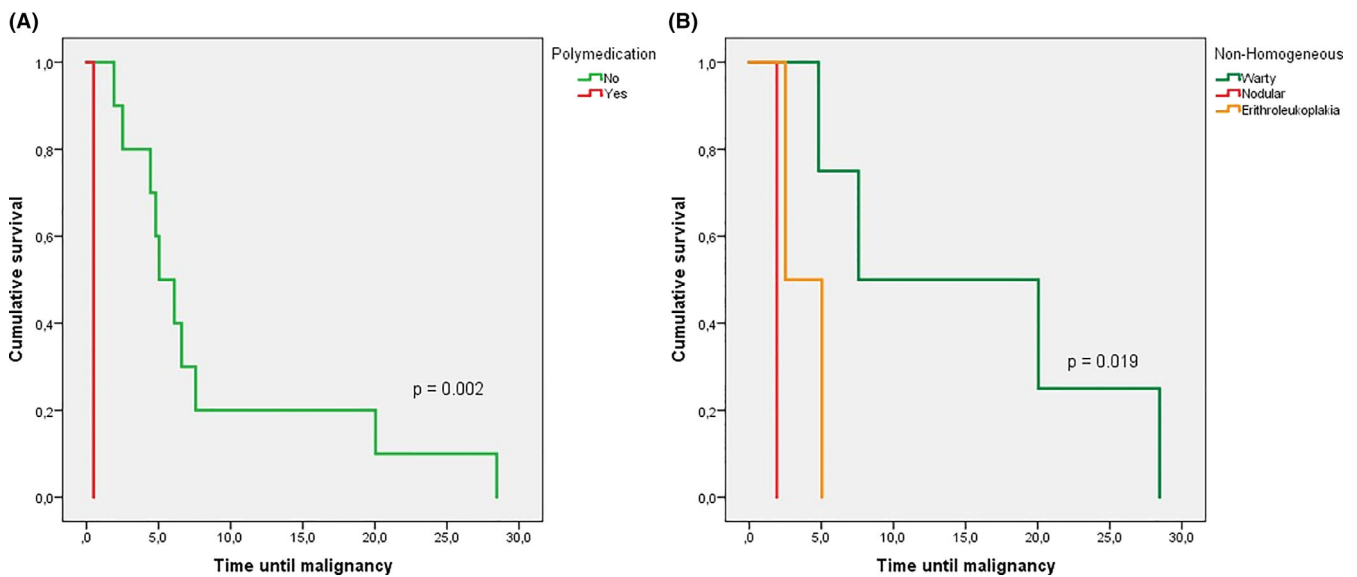 (A)
Polymedication
No
Yes
1,0
0,8
0,6
0,4
0,2
0,0
Cumulative survival
p = 0.002
,0 5,0 10,0 15,0 20,0 25,0 30,0
Time until malignancy
(B)
Non-Homogeneous
Warty
Nodular
Erithroleukoplakia
1,0
0,8
0,6
0,4
0,2
0,0
Cumulative survival
p = 0.019
,0 5,0 10,0 15,0 20,0 25,0 30,0
Time until malignancy